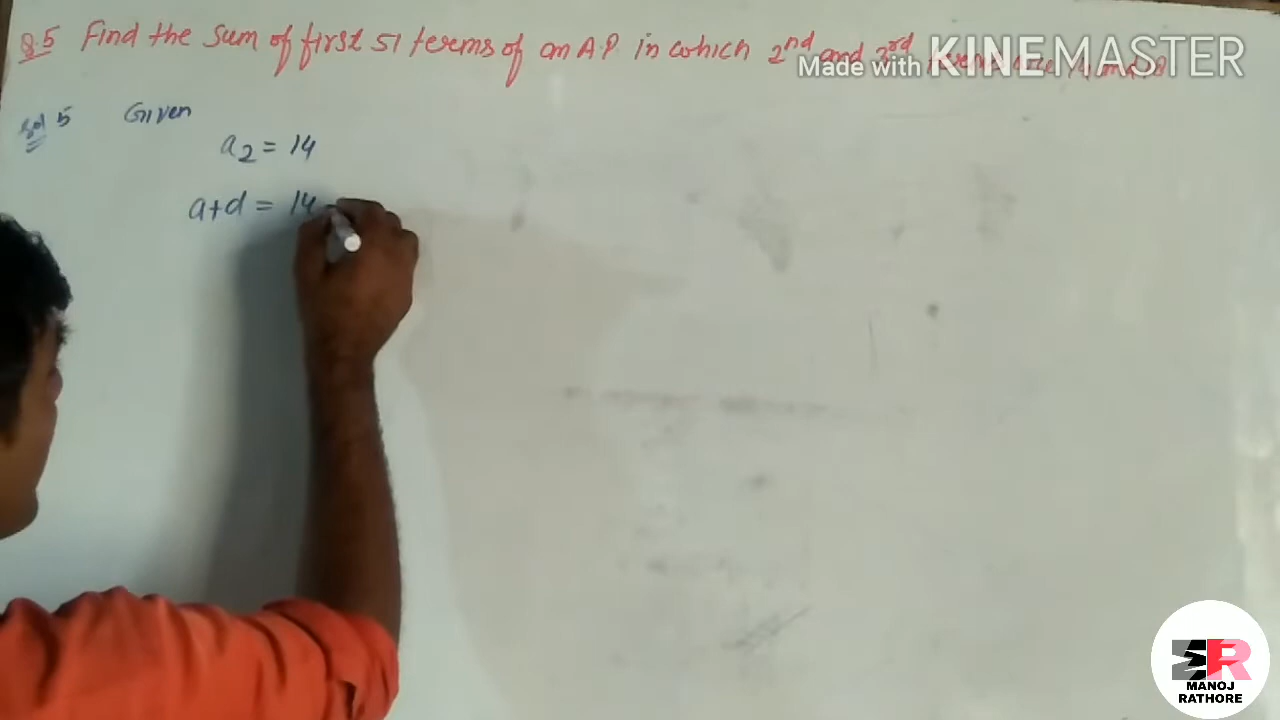 Q.5 Find the Sum of first 51 terms of an A.P. in which 2nd and 3rd
Made with KINEMASTER
Sol 5 Given
a2 = 14
a+d = 14
MANOJ
RATHORE